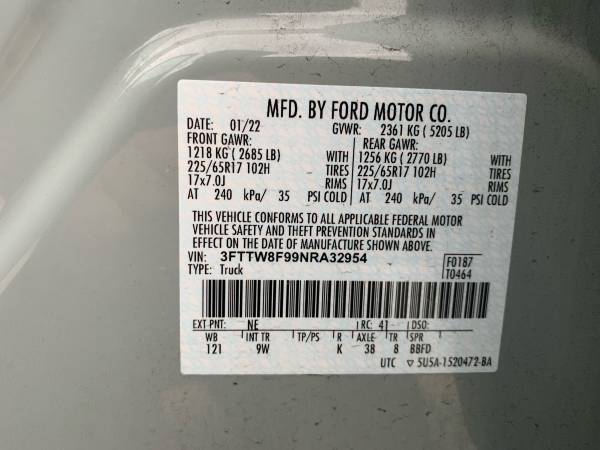 MFD. BY FORD MOTOR CO.
DATE: 01/22 GVWR: 2361 KG ( 5205 LB)
FRONT GAWR: REAR GAWR:
1218 KG ( 2685 LB) WITH 1256 KG ( 2770 LB) WITH
225/65R17 102H TIRES 225/65R17 102H TIRES
17x7.0J RIMS 17x7.0J RIMS
AT 240 kPa/ 35 PSI COLD AT 240 kPa/ 35 PSI COLD
THIS VEHICLE CONFORMS TO ALL APPLICABLE FEDERAL MOTOR
VEHICLE SAFETY AND THEFT PREVENTION STANDARDS IN
EFFECT ON THE DATE OF MANUFACTURE SHOWN ABOVE.
VIN: 3FTTW8F99NRA32954 F0187
TYPE: Truck T0464
EXT PNT: NE RC: 41 DSO:
WB INT TR TP/PS R AXLE TR SPR
121 9W K 38 8 BBFD
UTC ▽ 5U5A-1520472-BA